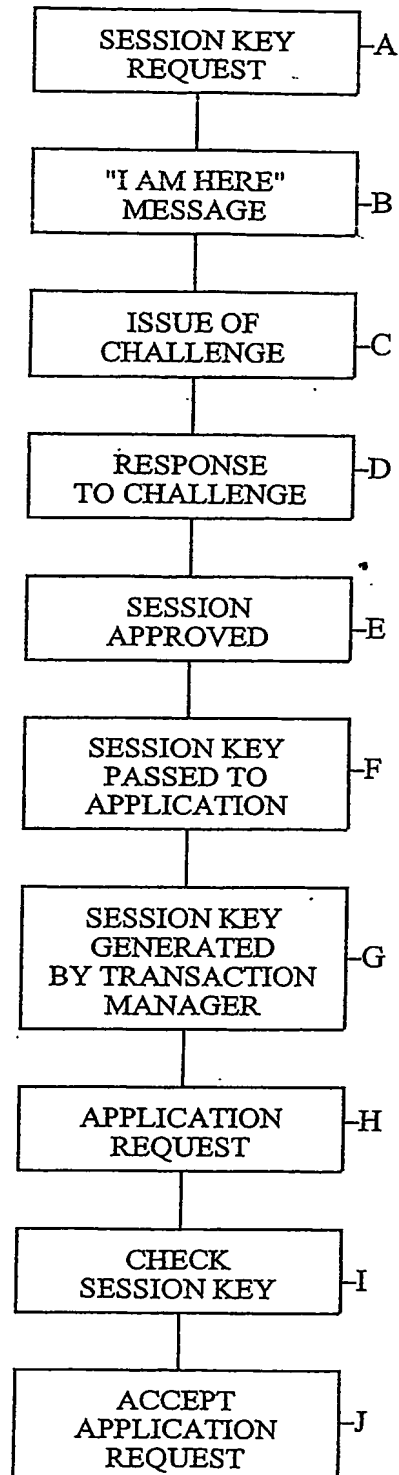 SESSION KEY
REQUEST
A
"I AM HERE"
MESSAGE
B
ISSUE OF
CHALLENGE
C
RESPONSE
TO CHALLENGE
D
SESSION
APPROVED
E
SESSION KEY
PASSED TO
APPLICATION
F
SESSION KEY
GENERATED
BY TRANSACTION
MANAGER
G
APPLICATION
REQUEST
H
CHECK
SESSION KEY
I
ACCEPT
APPLICATION
REQUEST
J